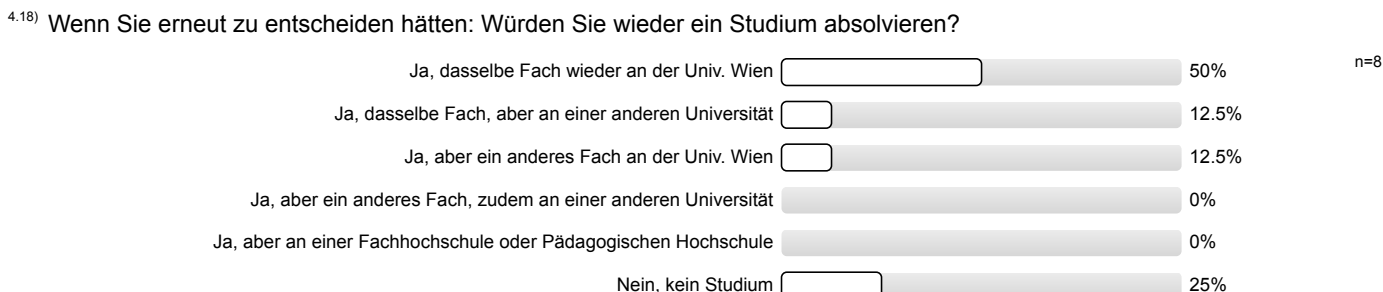 4.18) Wenn Sie erneut zu entscheiden hätten: Würden Sie wieder ein Studium absolvieren?
n=8
Ja, dasselbe Fach wieder an der Univ. Wien 50%
Ja, dasselbe Fach, aber an einer anderen Universität 12.5%
Ja, aber ein anderes Fach an der Univ. Wien 12.5%
Ja, aber ein anderes Fach, zudem an einer anderen Universität 0%
Ja, aber an einer Fachhochschule oder Pädagogischen Hochschule 0%
Nein, kein Studium 25%